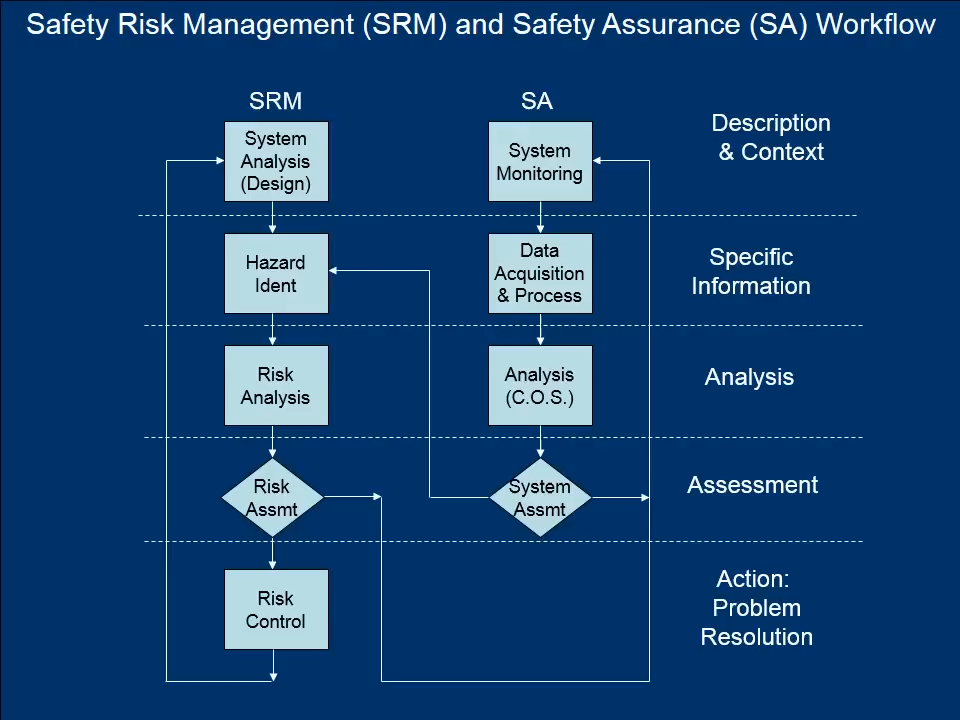 Safety Risk Management (SRM) and Safety Assurance (SA) Workflow
SRM
SA
Description
& Context
System
Analysis
(Design)
System
Monitoring
Hazard
Ident
Data
Acquisition
& Process
Specific
Information
Risk
Analysis
Analysis
(C.O.S.)
Analysis
Risk
Assmt
System
Assmt
Assessment
Risk
Control
Action:
Problem
Resolution